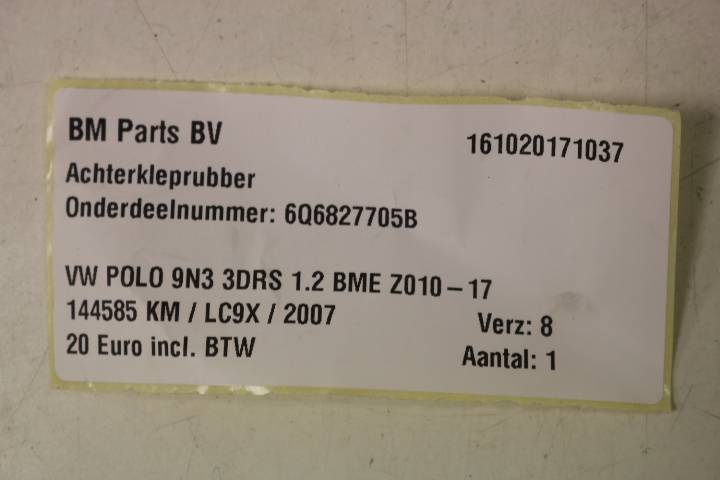 BM Parts BV 161020171037
Achterkleprubber
Onderdeelnummer: 6Q6827705B
VW POLO 9N3 3DRS 1.2 BME Z010-17
144585 KM / LC9X / 2007 Verz: 8
20 Euro incl. BTW Aantal: 1